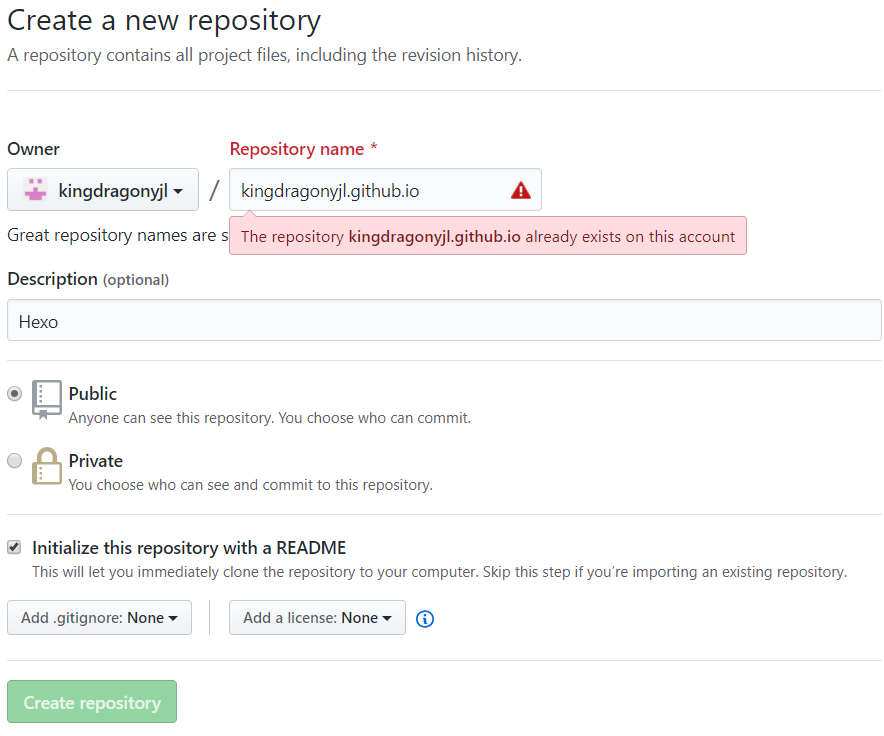 Create a new repository
A repository contains all project files, including the revision history.
Owner
Repository name *
kingdragonyjl
/
kingdragonyjl.github.io
Great repository names are s
The repository kingdragonyjl.github.io already exists on this account
Description (optional)
Hexo
Public
Anyone can see this repository. You choose who can commit.
Private
You choose who can see and commit to this repository.
Initialize this repository with a README
This will let you immediately clone the repository to your computer. Skip this step if you’re importing an existing repository.
Add .gitignore: None
Add a license: None
Create repository